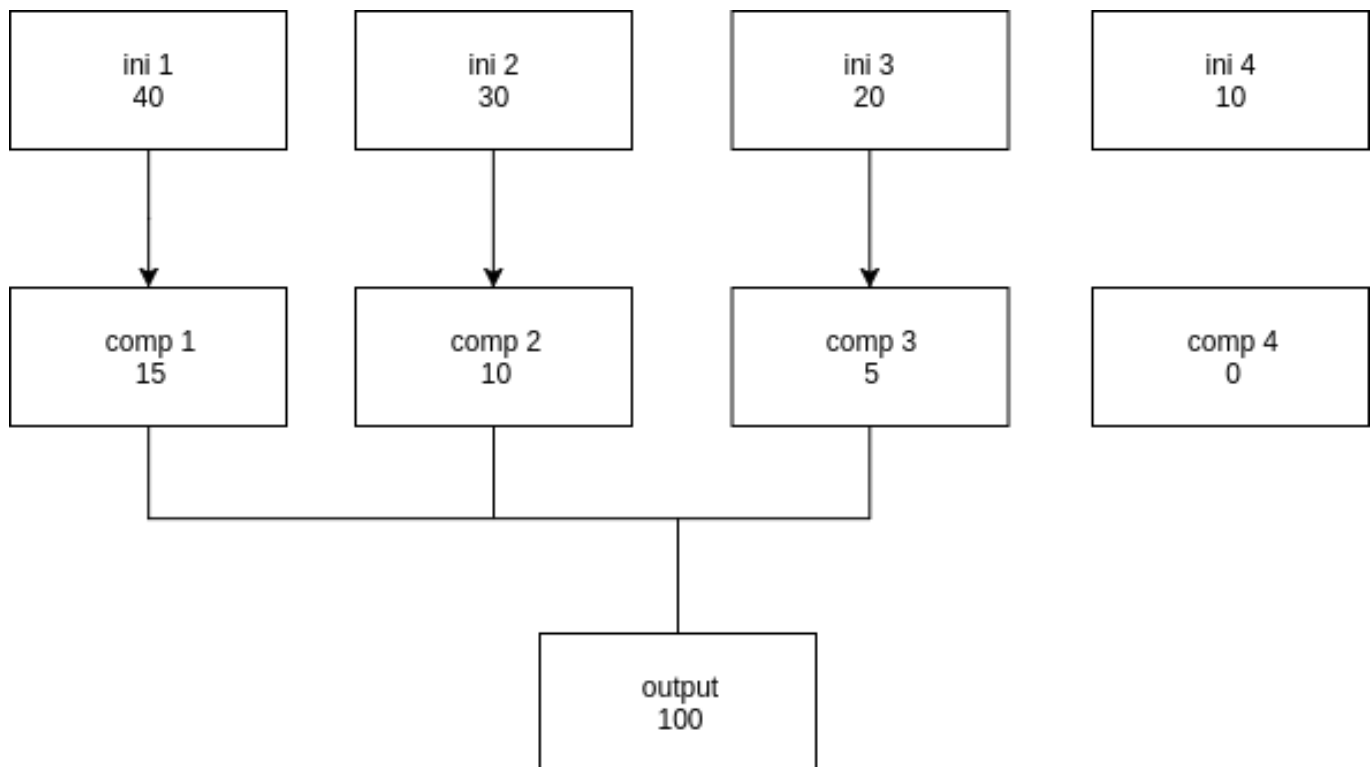 ini 1
40
ini 2
30
ini 3
20
ini 4
10
comp 1
15
comp 2
10
comp 3
5
comp 4
0
output
100